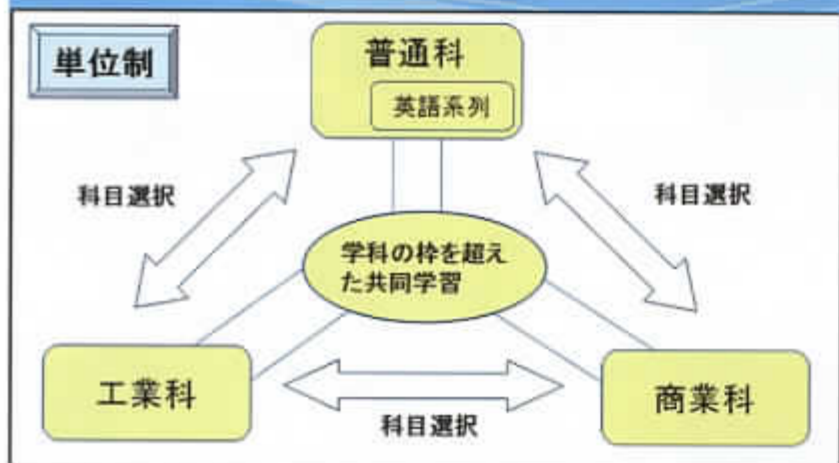 単位制
普通科
英語系列
科目選択
科目選択
学科の枠を超え
た共同学習
工業科
商業科
科目選択